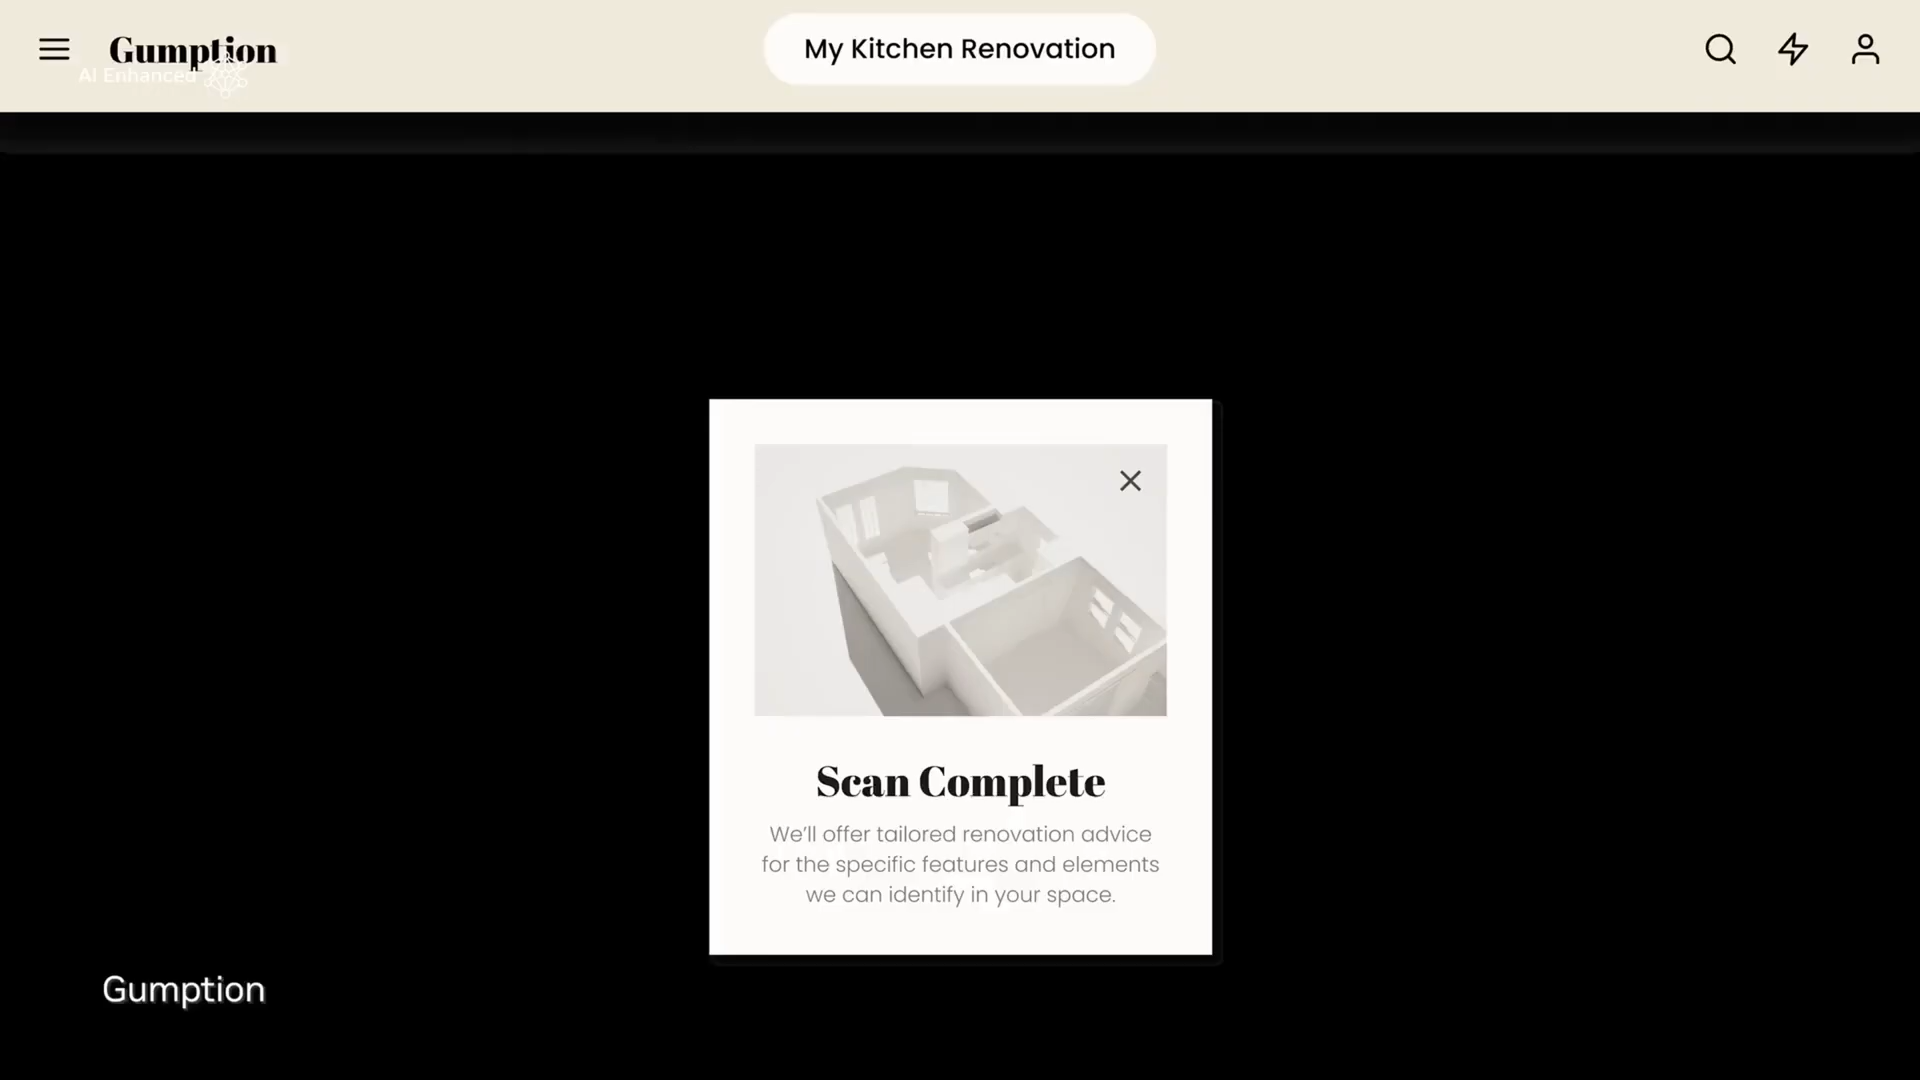 Gumption
AI Enhanced
My Kitchen Renovation
Scan Complete
We'll offer tailored renovation advice
for the specific features and elements
we can identify in your space.
Gumption